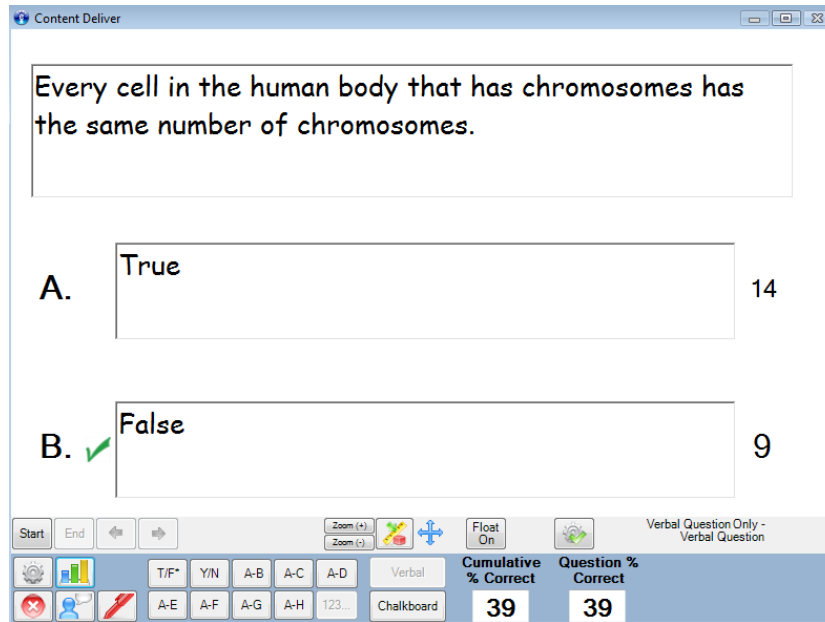 Content Deliver
Every cell in the human body that has chromosomes has
the same number of chromosomes.
A.
True
14
B.
False
9
Start
End
Zoom (+)
Zoom (-)
Float
On
Verbal Question Only -
Verbal Question
T/F*
Y/N
A-B
A-C
A-D
Verbal
Cumulative
% Correct
Question %
Correct
A-E
A-F
A-G
A-H
123...
Chalkboard
39
39